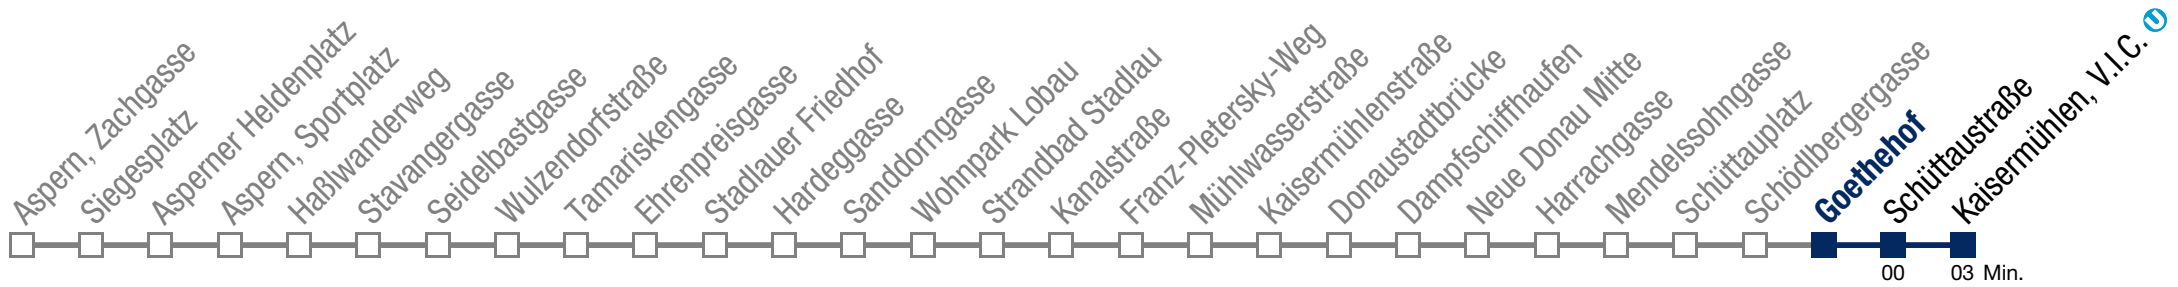 Aspern, Zachgasse
Siegesplatz
Asperner Heldenplatz
Aspern, Sportplatz
Haßlwanderweg
Stavangergasse
Seidelbastgasse
Wulzendorfstraße
Tamariskengasse
Ehrenpreisgasse
Stadlauer Friedhof
Hardeggasse
Sanddorngasse
Wohnpark Lobau
Strandbad Stadlau
Kanalstraße
Franz-Pletersky-Weg
Mühlwasserstraße
Kaisermühlenstraße
Donaustadtbrücke
Dampfschiffhaufen
Neue Donau Mitte
Harrachgasse
Mendelssohngasse
Schüttauplatz
Schödlbergergasse
Goethehof
Schüttaustraße
Kaisermühlen, V.I.C. U
00 03 Min.